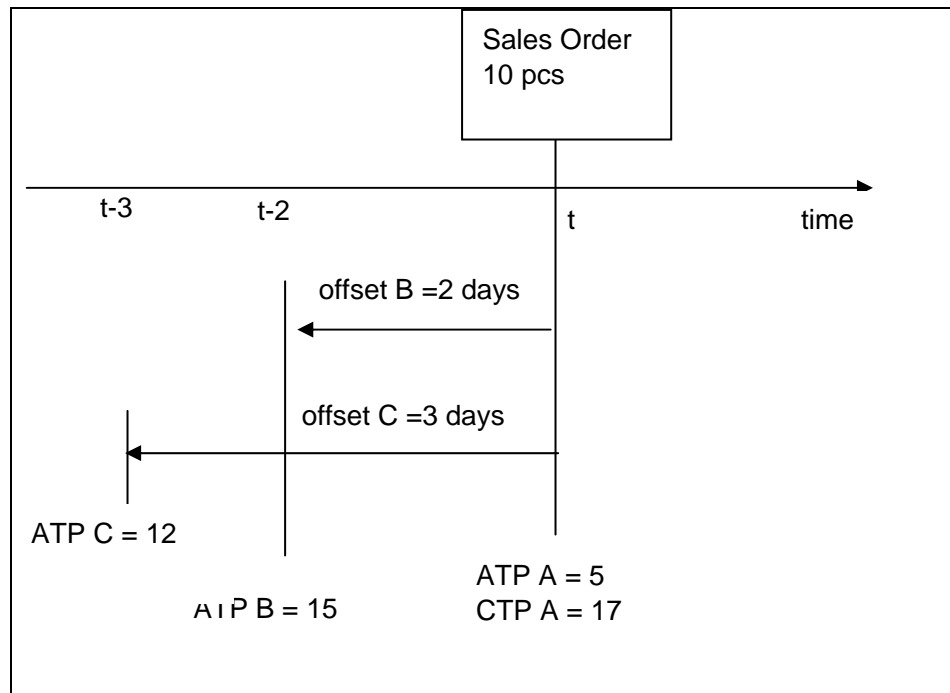 Sales Order
10 pcs
t-3
t-2
t
time
offset B =2 days
offset C =3 days
ATP C = 12
ATP B = 15
ATP A = 5
CTP A = 17